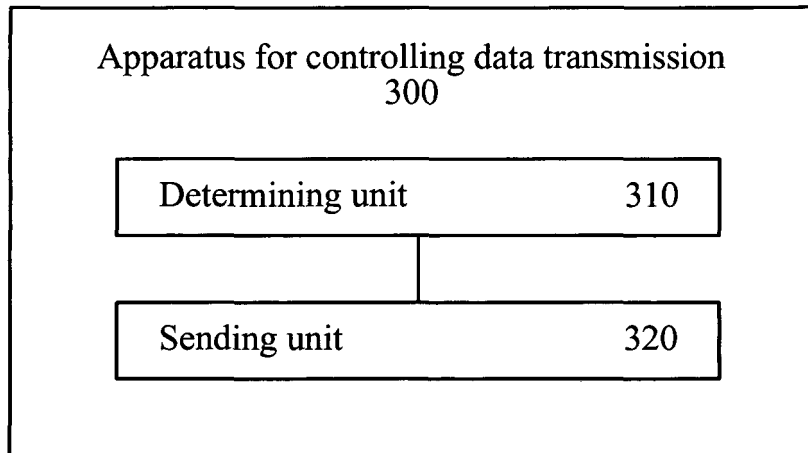 Apparatus for controlling data transmission
300
Determining unit 310
Sending unit 320